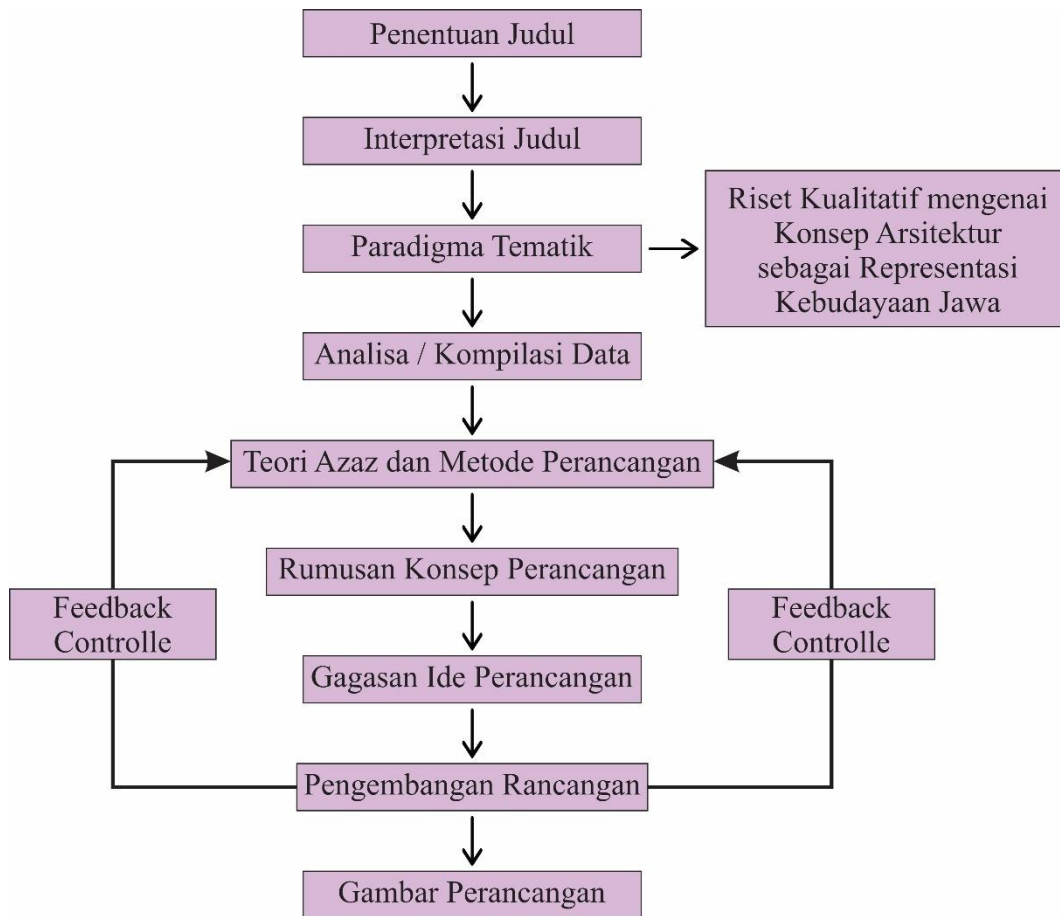 Penentuan Judul
Interpretasi Judul
Paradigma Tematik
Riset Kualitatif mengenai
Konsep Arsitektur
sebagai Representasi
Kebudayaan Jawa
Analisa / Kompilasi Data
Teori Azaz dan Metode Perancangan
Rumusan Konsep Perancangan
Feedback
Controlle
Feedback
Controlle
Gagasan Ide Perancangan
Pengembangan Rancangan
Gambar Perancangan